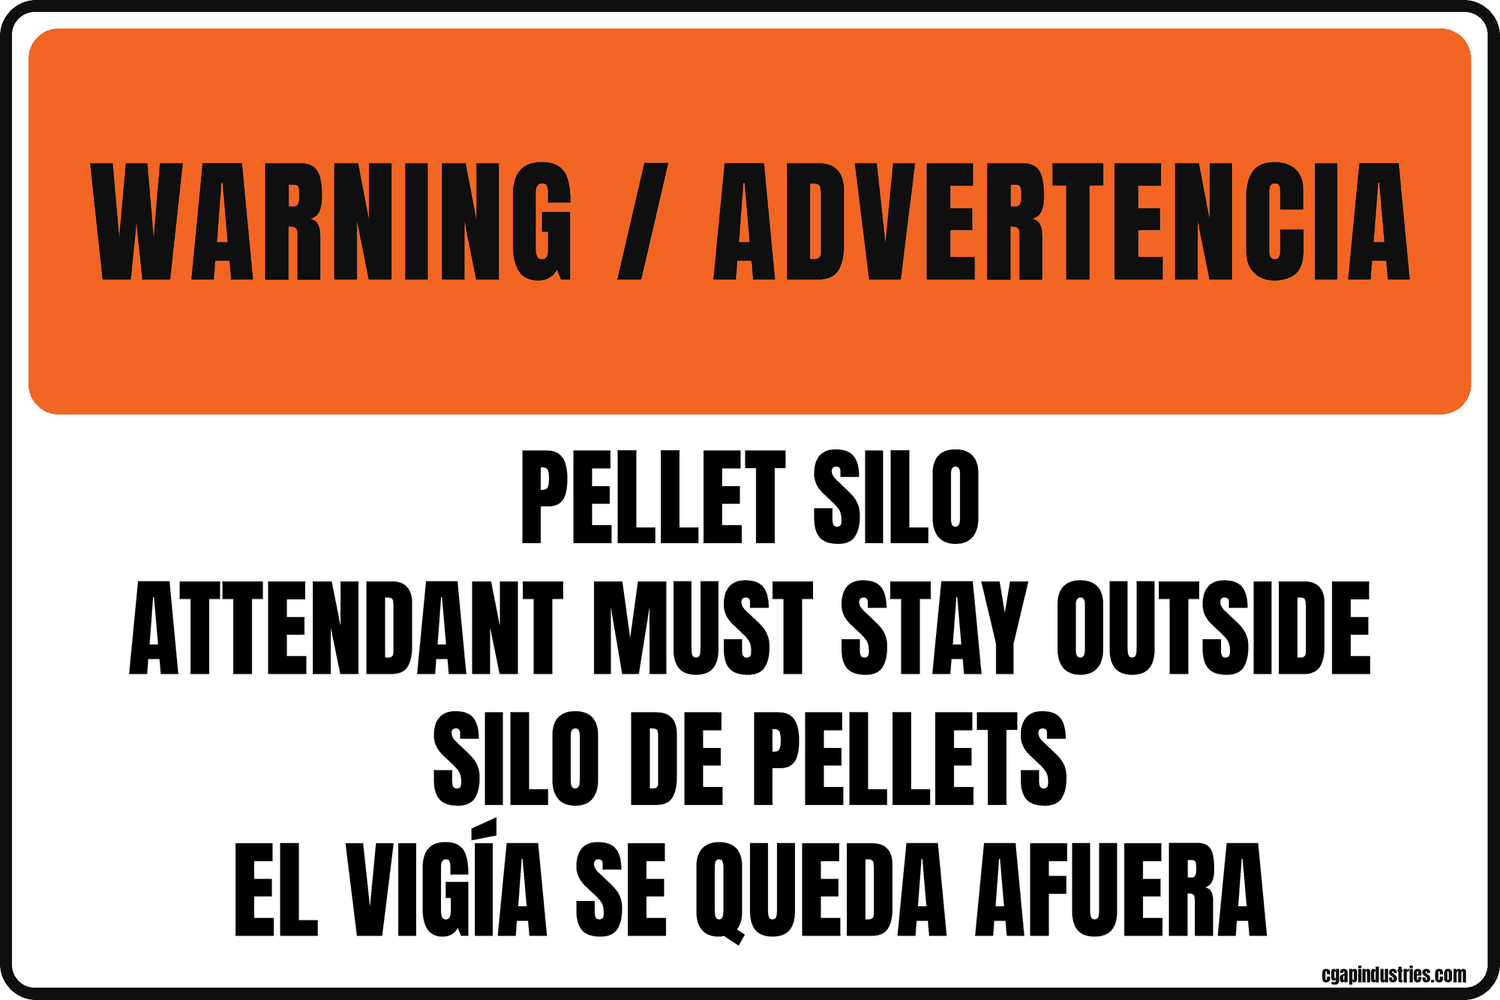 WARNING / ADVERTENCIA
PELLET SILO
ATTENDANT MUST STAY OUTSIDE
SILO DE PELLETS
EL VIGÍA SE QUEDA AFUERA
cgapindustries.com